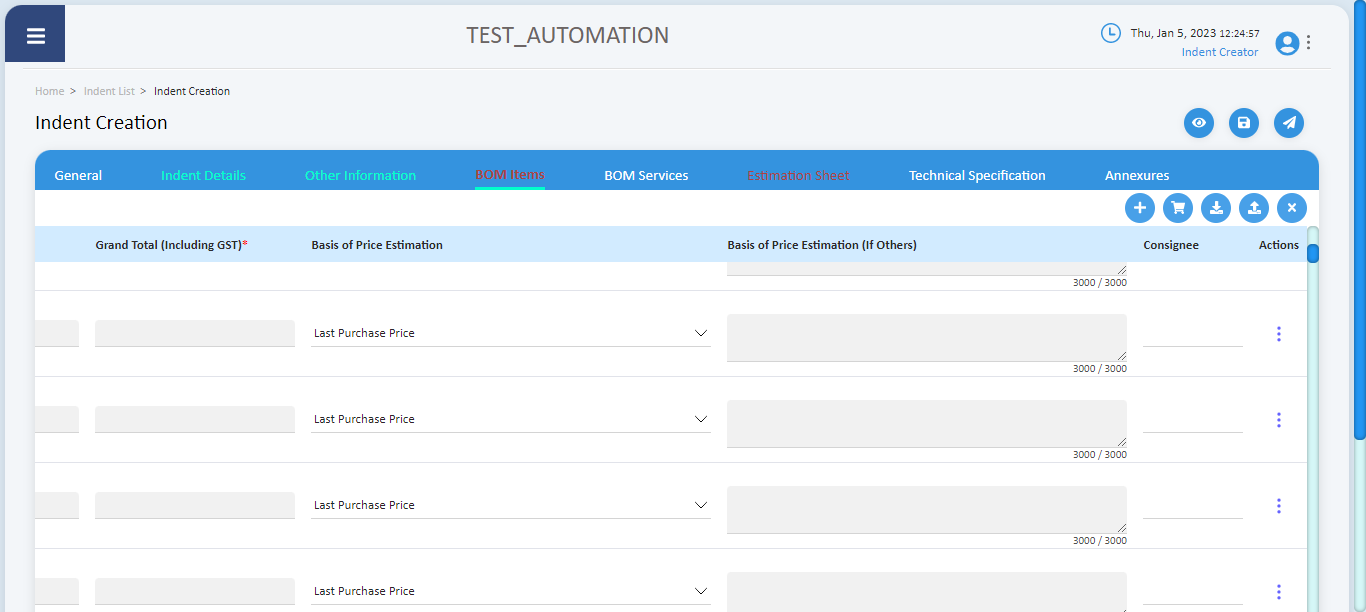 TEST_AUTOMATION
Thu, Jan 5, 2023 12:24:57
Indent Creator
Home > Indent List > Indent Creation
Indent Creation
General Indent Details Other Information BOM Items BOM Services Estimation Sheet Technical Specification Annexures
Grand Total (Including GST)* Basis of Price Estimation Basis of Price Estimation (If Others) Consignee Actions
3000 / 3000
Last Purchase Price
3000 / 3000
Last Purchase Price
3000 / 3000
Last Purchase Price
3000 / 3000
Last Purchase Price